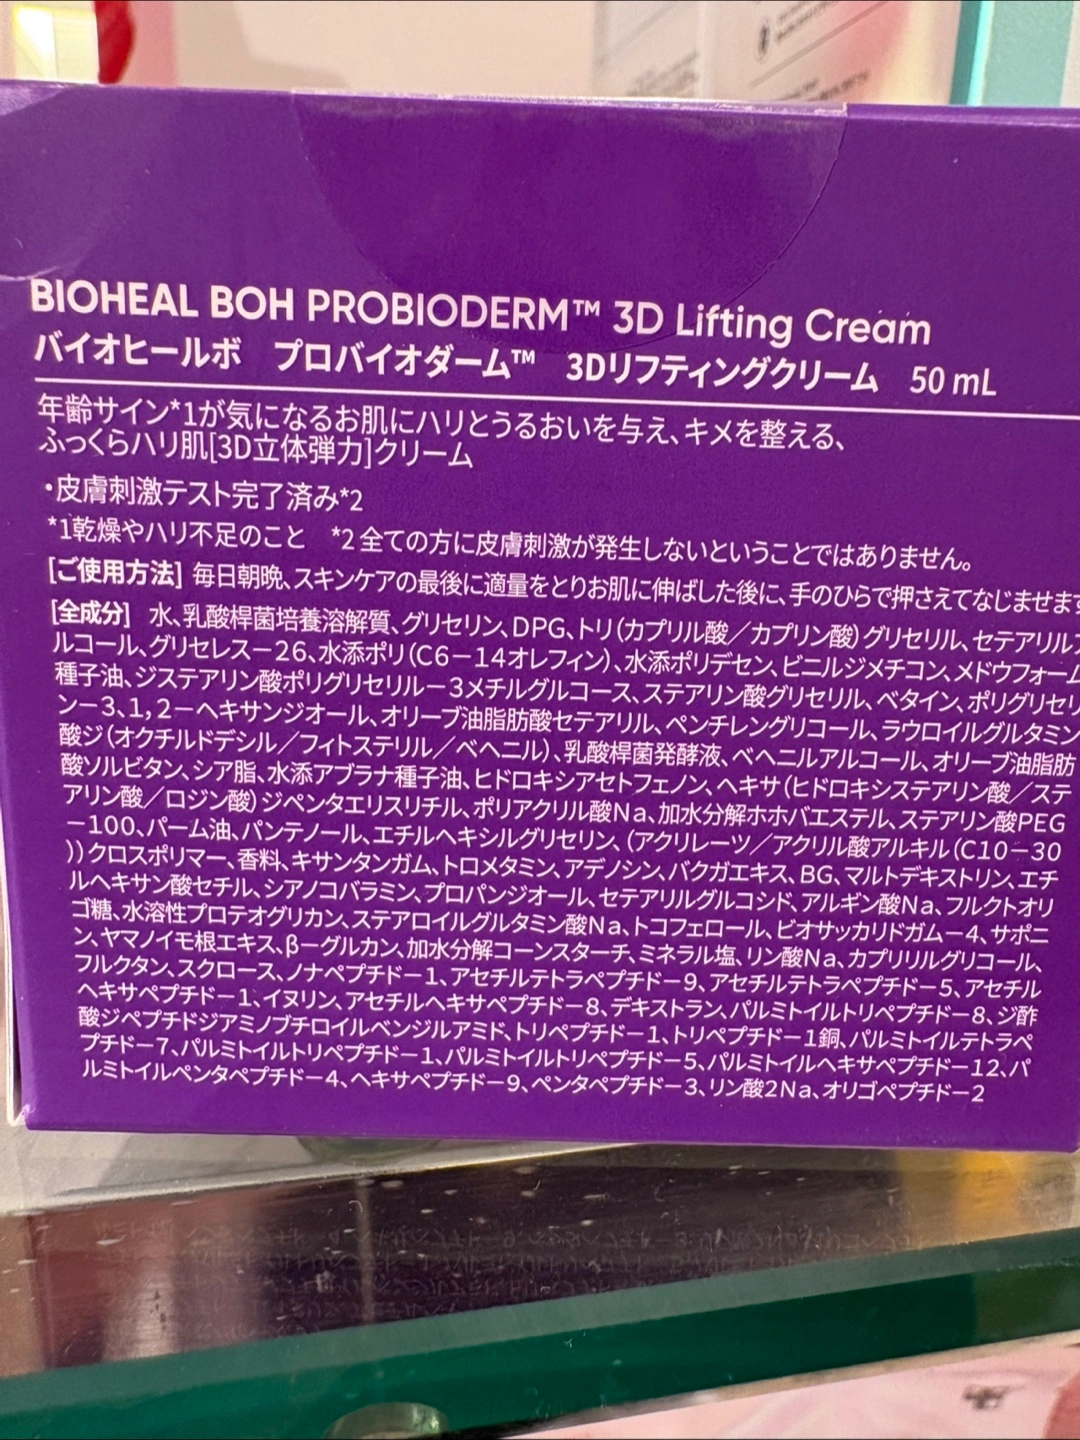 BIOHEAL BOH PROBIODERM™ 3D Lifting Cream
バイオヒールボ　プロバイオダーム™　3Dリフティングクリーム　50 mL
年齢サイン*1が気になるお肌にハリとうるおいを与え、キメを整える、
ふっくらハリ肌[3D立体弾力]クリーム
・皮膚刺激テスト完了済み*2
*1乾燥やハリ不足のこと　*2 全ての方に皮膚刺激が発生しないということではありません。
[ご使用方法] 毎日朝晩、スキンケアの最後に適量をとりお肌に伸ばした後に、手のひらで押さえてなじませます
[全成分]　水、乳酸桿菌培養溶解質、グリセリン、DPG、トリ（カプリル酸／カプリン酸）グリセリル、セテアリルア
ルコール、グリセレス－26、水添ポリ（C6－14オレフィン）、水添ポリデセン、ビニルジメチコン、メドウフォーム
種子油、ジステアリン酸ポリグリセリル－3メチルグルコース、ステアリン酸グリセリル、ベタイン、ポリグセリ
ン－3、1，2－ヘキサンジオール、オリーブ油脂肪酸セテアリル、ペンチレングリコール、ラウロイルグルタミン
酸ジ（オクチルドデシル／フィトステリル／ベヘニル）、乳酸桿菌発酵液、ベヘニルアルコール、オリーブ油脂肪
酸ソルビタン、シア脂、水添アブラナ種子油、ヒドロキシアセトフェノン、ヘキサ（ヒドロキシステアリン酸／ステ
アリン酸／ロジン酸）ジペンタエリスリチル、ポリアクリル酸Na、加水分解ホホバエステル、ステアリン酸PEG
－100、パーム油、パンテノール、エチルヘキシルグリセリン、（アクリレーツ／アクリル酸アルキル（C10－30
））クロスポリマー、香料、キサンタンガム、トロメタミン、アデノシン、バクガエキス、BG、マルトデキストリン、エチ
ルヘキサン酸セチル、シアノコバラミン、プロパンジオール、セテアリルグルコシド、アルギン酸Na、フルクトオリ
ゴ糖、水溶性プロテオグリカン、ステアロイルグルタミン酸Na、トコフェロール、ビオサッカリドガム－4、サポニ
ン、ヤマノイモ根エキス、β－グルカン、加水分解コーンスターチ、ミネラル塩、リン酸Na、カプリリルグリコール、
フルクタン、スクロース、ノナペプチド－1、アセチルテトラペプチド－9、アセチルテトラペプチド－5、アセチル
ヘキサペプチド－1、イヌリン、アセチルヘキサペプチド－8、デキストラン、パルミトイルトリペプチド－8、ジ酢
酸ジペプチドジアミノブチロイルベンジルアミド、トリペプチド－1、トリペプチド－1銅、パルミトイルテトラペ
プチド－7、パルミトイルトリペプチド－1、パルミトイルトリペプチド－5、パルミトイルヘキサペプチド－12、パ
ルミトイルペンタペプチド－4、ヘキサペプチド－9、ペンタペプチド－3、リン酸2Na、オリゴペプチド－2